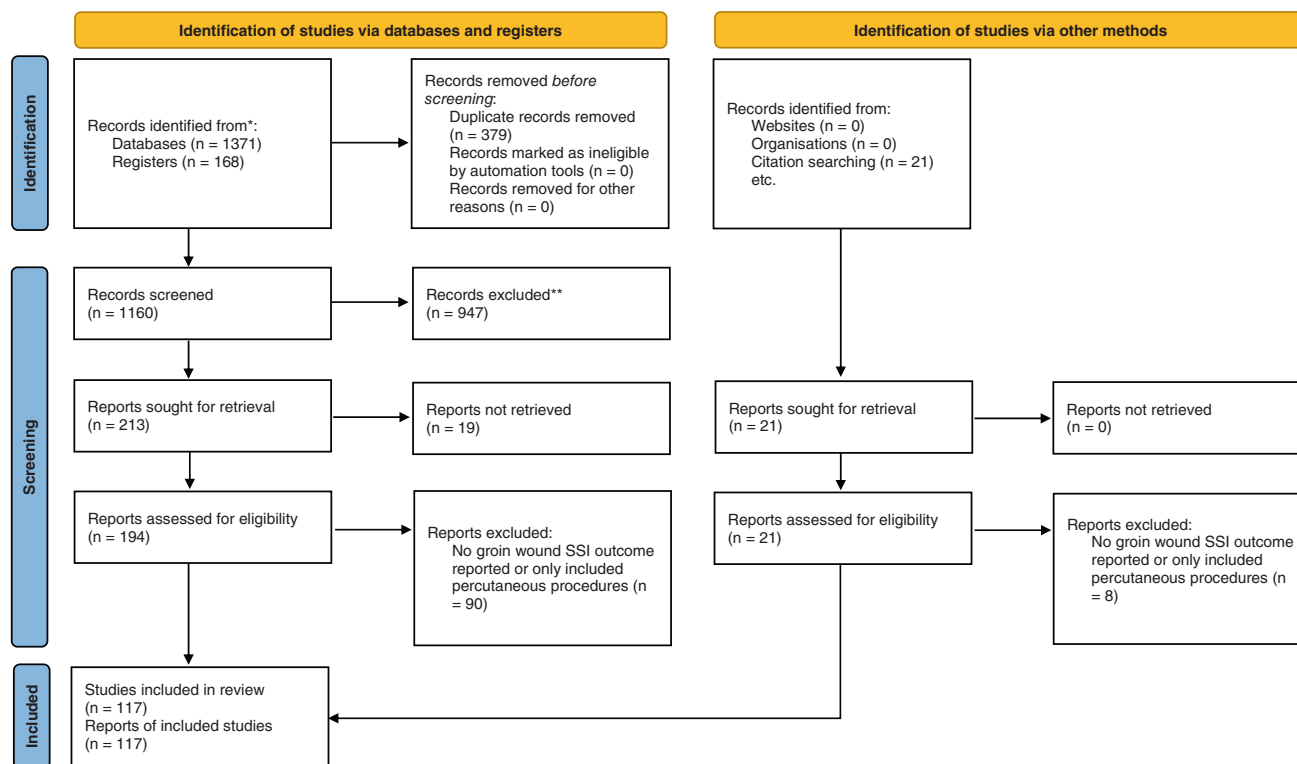 Identification of studies via databases and registers
Identification of studies via other methods
Identification
Records identified from*:
Databases (n = 1371)
Registers (n = 168)
Records removed before
screening:
Duplicate records removed
(n = 379)
Records marked as ineligible
by automation tools (n = 0)
Records removed for other
reasons (n = 0)
Records identified from:
Websites (n = 0)
Organisations (n = 0)
Citation searching (n = 21)
etc.
Screening
Records screened
(n = 1160)
Records excluded**
(n = 947)
Reports sought for retrieval
(n = 213)
Reports not retrieved
(n = 19)
Reports sought for retrieval
(n = 21)
Reports not retrieved
(n = 0)
Reports assessed for eligibility
(n = 194)
Reports excluded:
No groin wound SSI outcome
reported or only included
percutaneous procedures (n
= 90)
Reports assessed for eligibility
(n = 21)
Reports excluded:
No groin wound SSI outcome
reported or only included
percutaneous procedures (n
= 8)
Included
Studies included in review
(n = 117)
Reports of included studies
(n = 117)